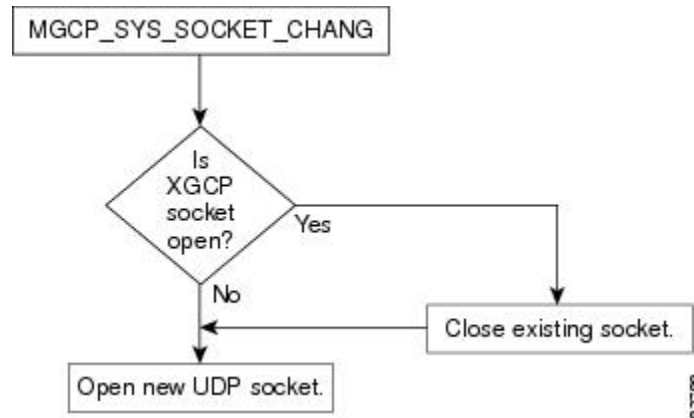 MGCP_SYS_SOCKET_CHANG
Is
XGCP
socket
open?
Yes
No
Close existing socket.
Open new UDP socket.